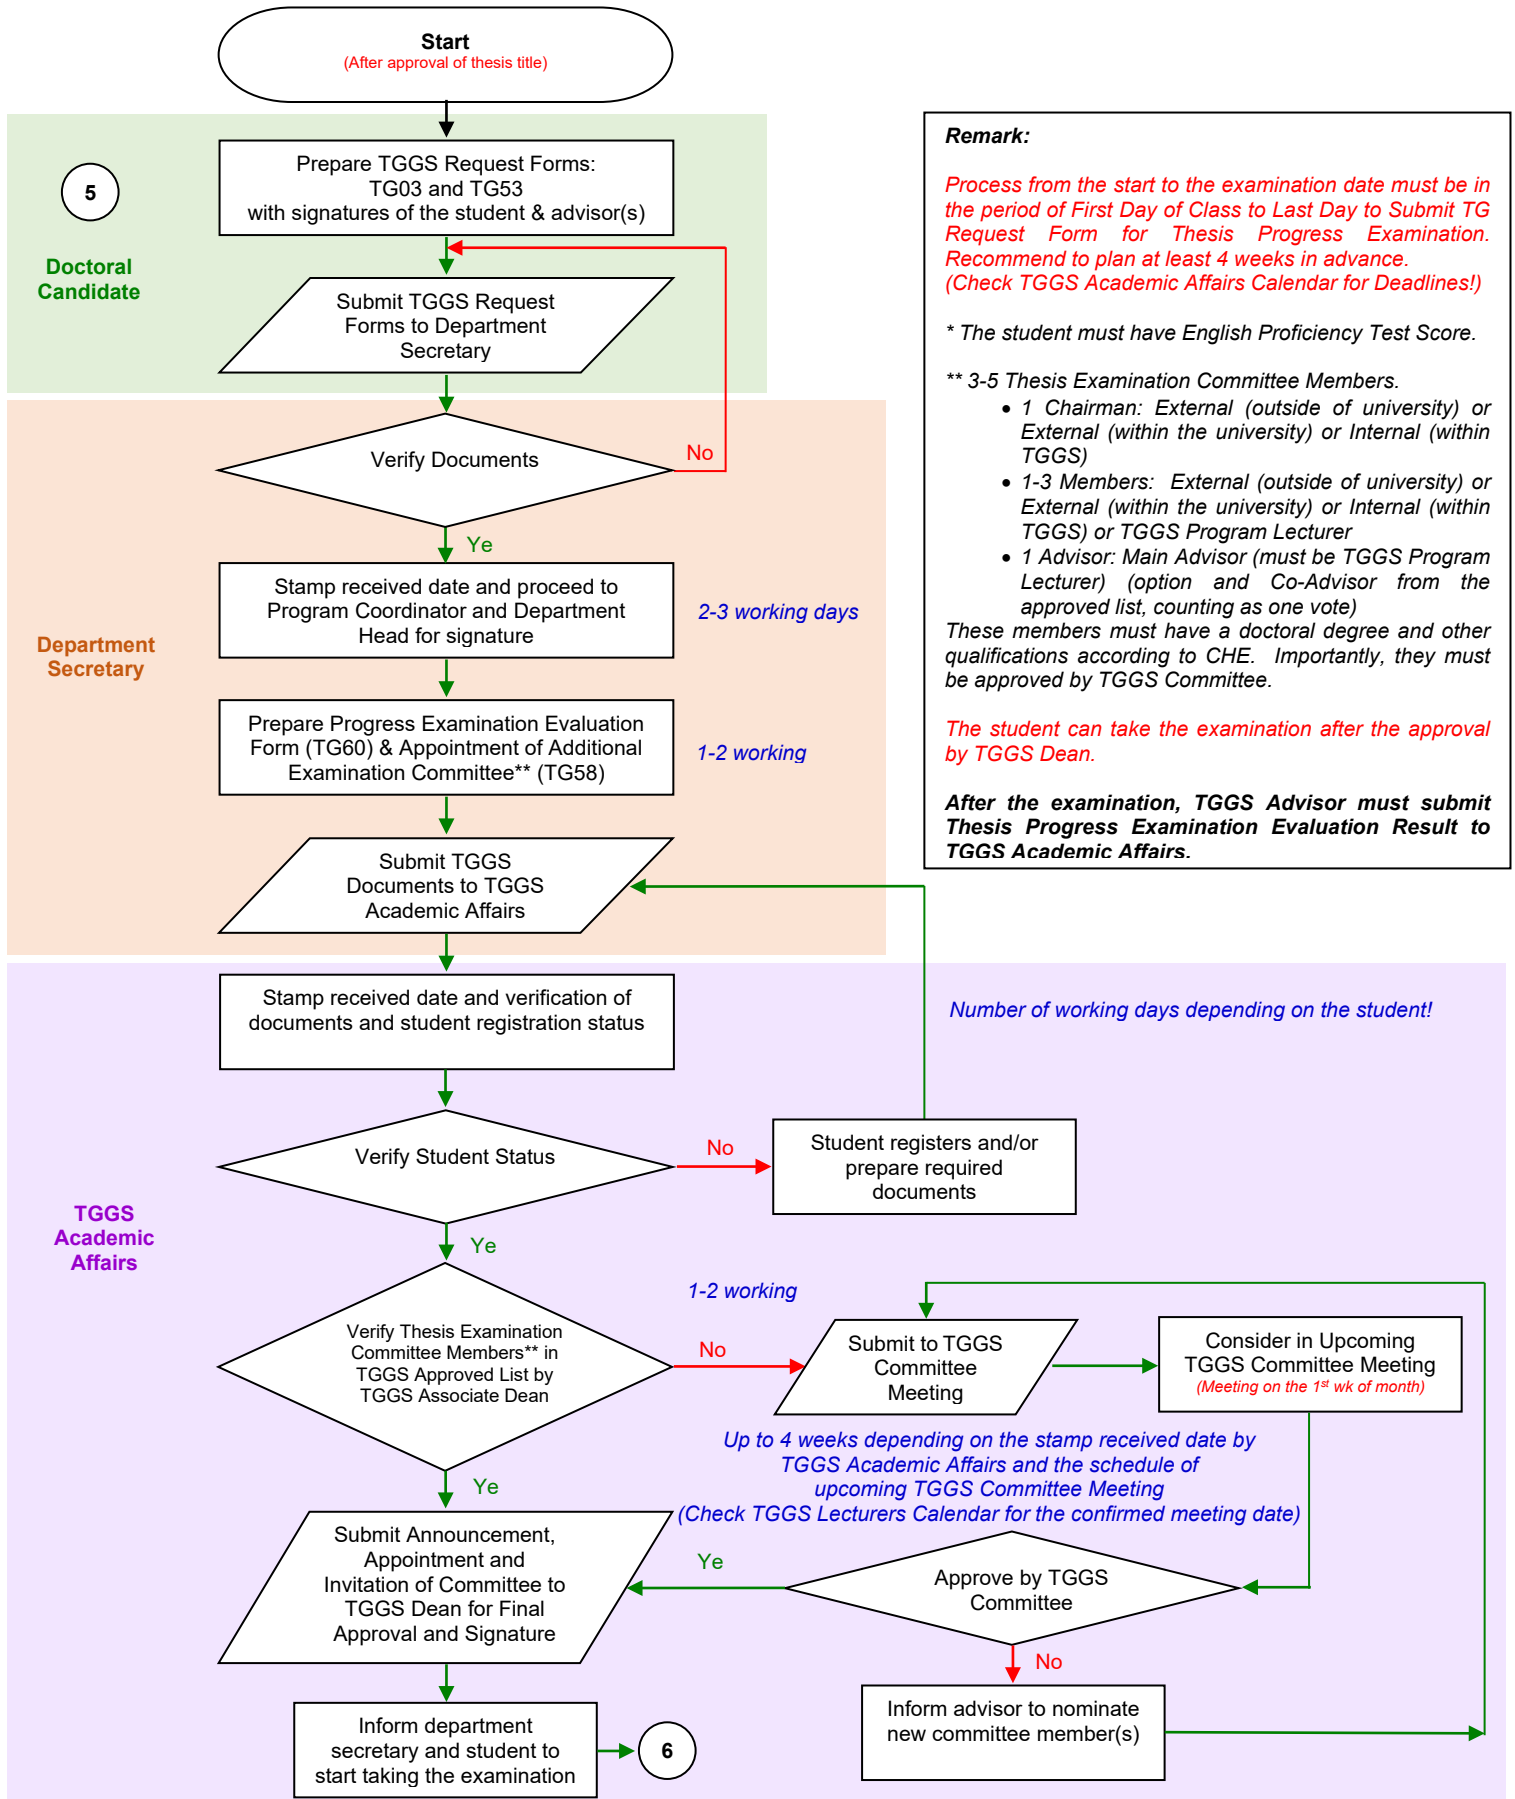 Start
(After approval of thesis title)
5
Doctoral
Candidate
Prepare TGGS Request Forms:
TG03 and TG53
with signatures of the student & advisor(s)
Submit TGGS Request
Forms to Department
Secretary
Remark:
Process from the start to the examination date must be in
the period of First Day of Class to Last Day to Submit TG
Request Form for Thesis Progress Examination.
Recommend to plan at least 4 weeks in advance.
(Check TGGS Academic Affairs Calendar for Deadlines!)
* The student must have English Proficiency Test Score.
** 3-5 Thesis Examination Committee Members.
• 1 Chairman: External (outside of university) or
External (within the university) or Internal (within
TGGS)
• 1-3 Members: External (outside of university) or
External (within the university) or Internal (within
TGGS) or TGGS Program Lecturer
• 1 Advisor: Main Advisor (must be TGGS Program
Lecturer) (option and Co-Advisor from the
approved list, counting as one vote)
These members must have a doctoral degree and other
qualifications according to CHE. Importantly, they must
be approved by TGGS Committee.
The student can take the examination after the approval
by TGGS Dean.
After the examination, TGGS Advisor must submit
Thesis Progress Examination Evaluation Result to
TGGS Academic Affairs.
Department
Secretary
Verify Documents
No
Ye
Stamp received date and proceed to
Program Coordinator and Department
Head for signature
2-3 working days
Prepare Progress Examination Evaluation
Form (TG60) & Appointment of Additional
Examination Committee** (TG58)
1-2 working
Submit TGGS
Documents to TGGS
Academic Affairs
TGGS
Academic
Affairs
Stamp received date and verification of
documents and student registration status
Number of working days depending on the student!
Verify Student Status
No
Student registers and/or
prepare required
documents
Ye
1-2 working
Verify Thesis Examination
Committee Members** in
TGGS Approved List by
TGGS Associate Dean
No
Submit to TGGS
Committee
Meeting
Consider in Upcoming
TGGS Committee Meeting
(Meeting on the 1st wk of month)
Up to 4 weeks depending on the stamp received date by
TGGS Academic Affairs and the schedule of
upcoming TGGS Committee Meeting
(Check TGGS Lecturers Calendar for the confirmed meeting date)
Ye
Submit Announcement,
Appointment and
Invitation of Committee to
TGGS Dean for Final
Approval and Signature
Ye
Approve by TGGS
Committee
No
Inform advisor to nominate
new committee member(s)
Inform department
secretary and student to
start taking the examination
6